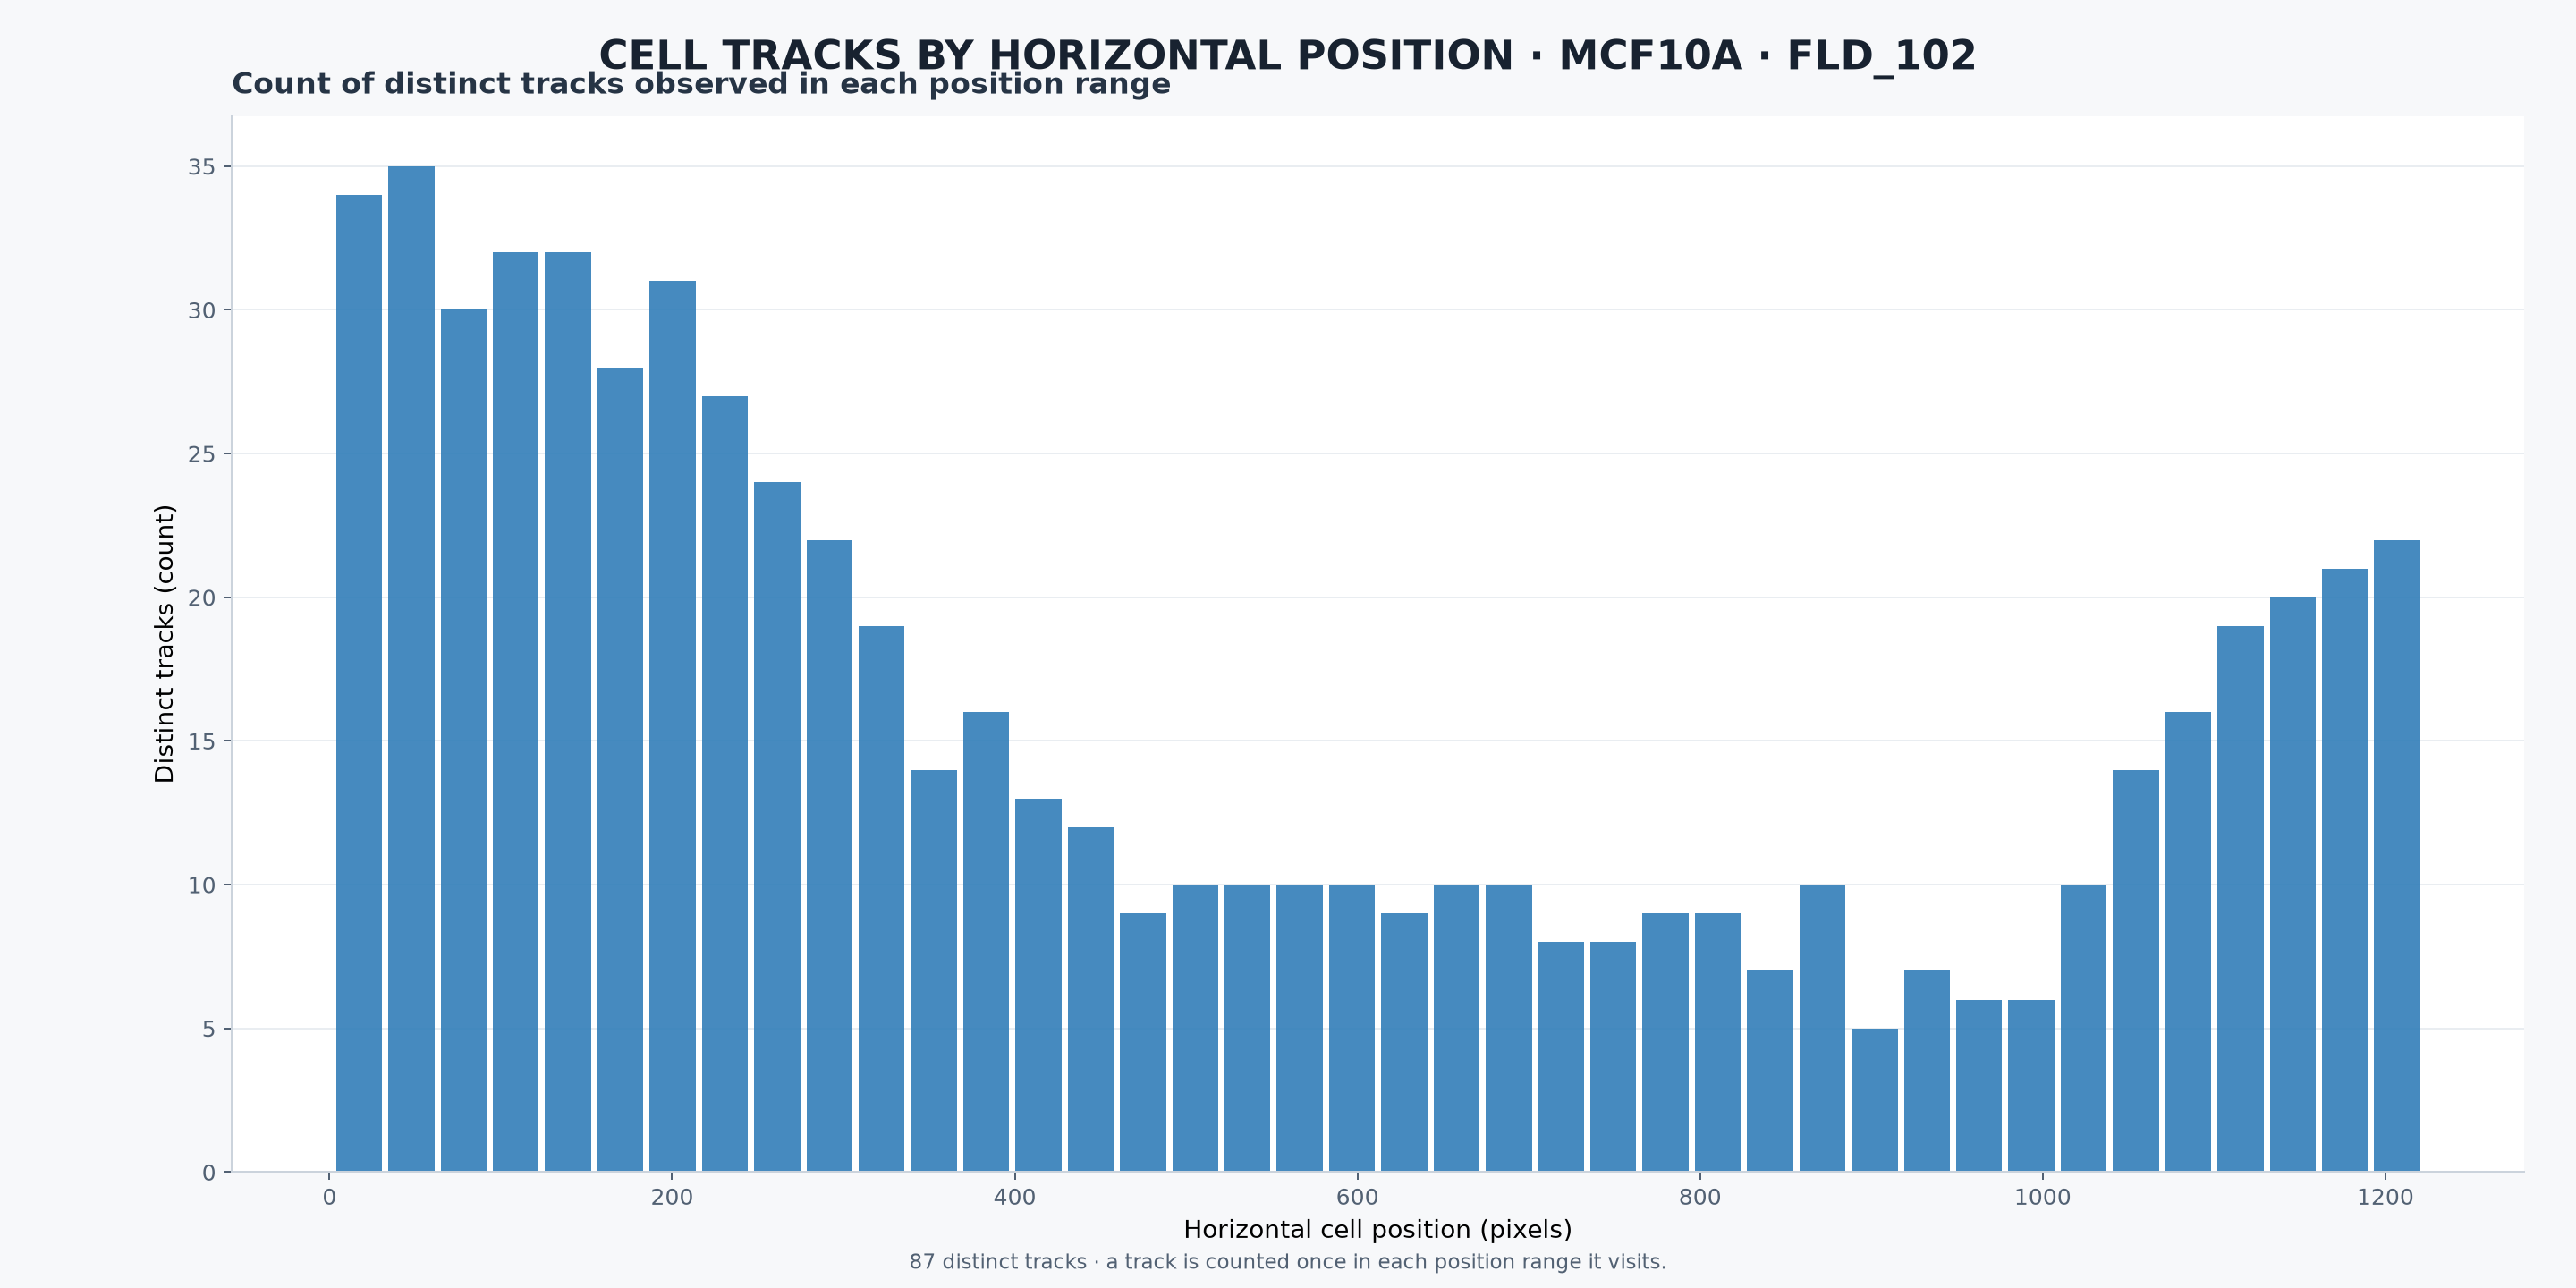 CELL TRACKS BY HORIZONTAL POSITION · MCF10A · FLD_102
Count of distinct tracks observed in each position range
Distinct tracks (count)
35
30
25
20
15
10
5
0
0 200 400 600 800 1000 1200
Horizontal cell position (pixels)
87 distinct tracks · a track is counted once in each position range it visits.